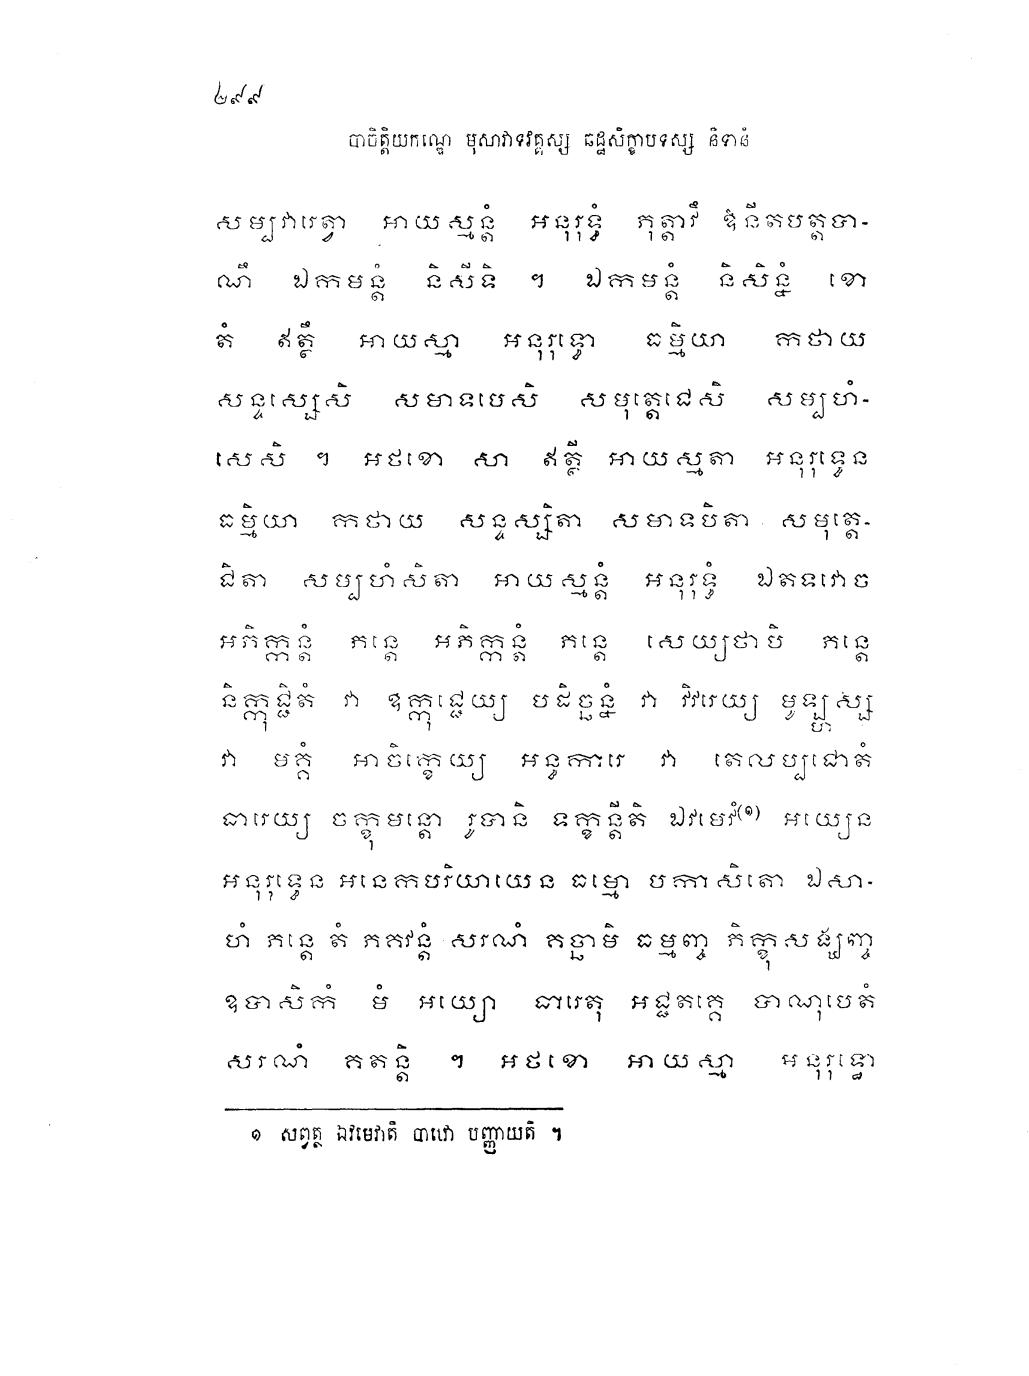 ២៩៩
បាចិត្តិយកណ្ឌេ មុសាវាទវគ្គស្ស ឆដ្ឋសិក្ខាបទស្ស និទានំ
សម្បវារេត្វា អាយស្មន្តំ អនុរុទ្ធំ ភុត្តាវឹ ឱនីតបត្តបា-
ណឹ ឯកមន្តំ និសីទិ ។ ឯកមន្តំ និសិន្នំ ខោ
តំ ឥត្ថឹ អាយស្មា អនុរុទ្ធោ ធម្មិយា កថាយ
សន្ទស្សេសិ សមាទបេសិ សមុត្តេជេសិ សម្បហំ-
សេសិ ។ អថខោ សា ឥត្ថី អាយស្មតា អនុរុទ្ធេន
ធម្មិយា កថាយ សន្ទស្សិតា សមាទបិតា សមុត្តេ-
ជិតា សប្បហំសិតា អាយស្មន្តំ អនុរុទ្ធំ ឯតទវោច
អភិក្កន្តំ ភន្តេ អភិក្កន្តំ ភន្តេ សេយ្យថាបិ ភន្តេ
និក្កុជ្ជិតំ វា ឧក្កុជ្ជេយ្យ បដិច្ឆន្នំ វា វិវរេយ្យ មូឡ្ហស្ស
វា មគ្គំ អាចិក្ខេយ្យ អន្ធការេ វា តេលប្បជោតំ
ធារេយ្យ ចក្ខុមន្តោ រូបានិ ទក្ខន្តីតិ ឯវមេវំ(១) អយ្យេន
អនុរុទ្ធេន អនេកបរិយាយេន ធម្មោ បកាសិតោ ឯសា-
ហំ ភន្តេ តំ ភគវន្តំ សរណំ គច្ឆាមិ ធម្មញ្ច ភិក្ខុសង្ឃញ្ច
ឧបាសិកំ មំ អយ្យោ ធារេតុ អជ្ជតគ្គេ បាណុបេតំ
សរណំ គតន្តិ ។ អថខោ អាយស្មា អនុរុទ្ធោ
១ សព្វត្ថ ឯវមេវាតិ បាឋោ បញ្ញាយតិ ។